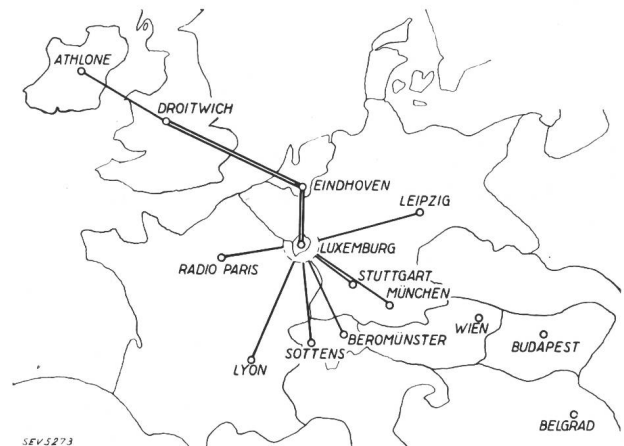 ATHLONE
DROITWICH
EINDHOVEN
LEIPZIG
LUXEMBURG
RADIO PARIS
STUTTGART
MÜNCHEN
WIEN
BEROMÜNSTER
BUDAPEST
SOTTENS
LYON
BELGRAD
SEV5273